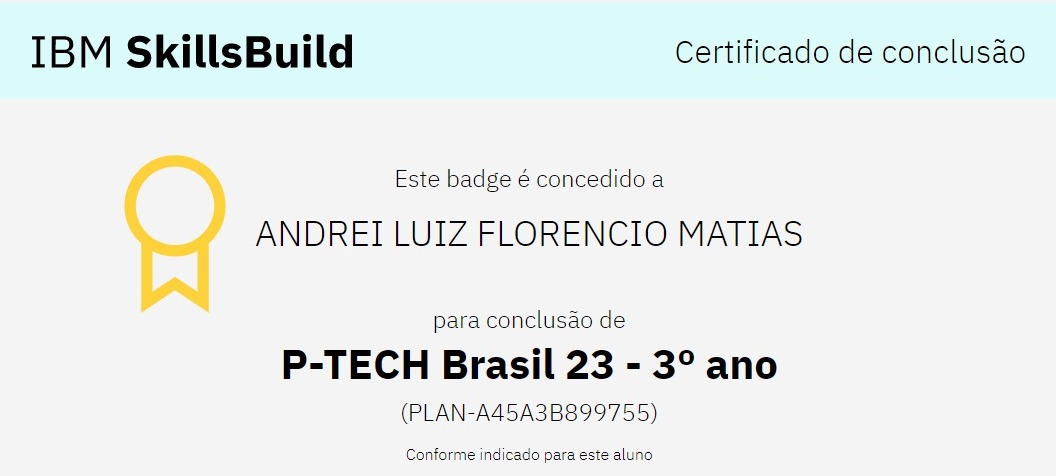 IBM SkillsBuild
Certificado de conclusão
Este badge é concedido a
ANDREI LUIZ FLORENCIO MATIAS
para conclusão de
P-TECH Brasil 23 - 3º ano
(PLAN-A45A3B899755)
Conforme indicado para este aluno